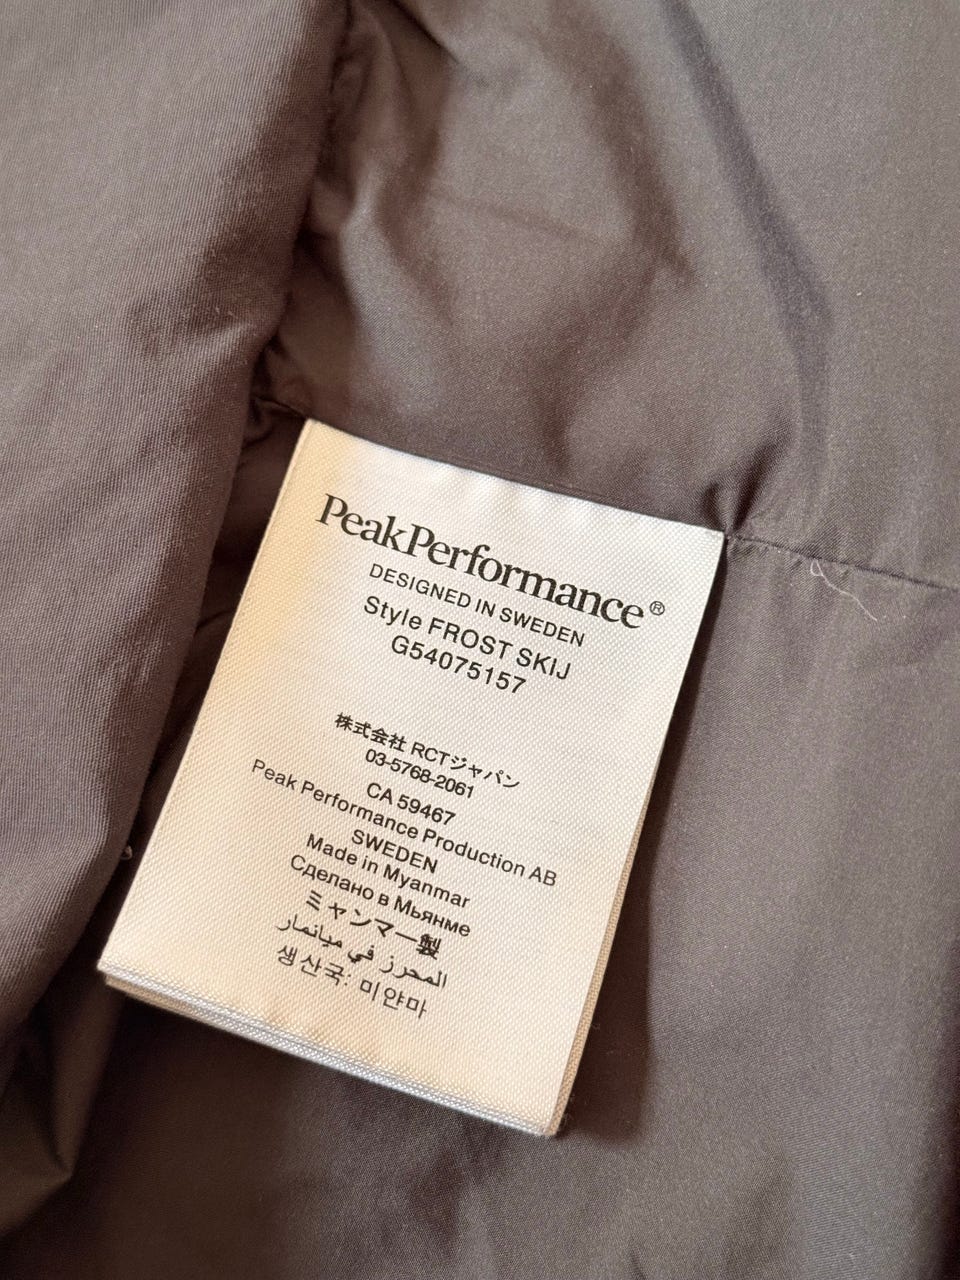 PeakPerformance®
DESIGNED IN SWEDEN
Style FROST SKIJ
G54075157
株式会社 RCTジャパン
03-5768-2061
CA 59467
Peak Performance Production AB
SWEDEN
Made in Myanmar
Сделано в Мьянме
ミャンマー製
المحرز في ميانمار
생산국: 미얀마